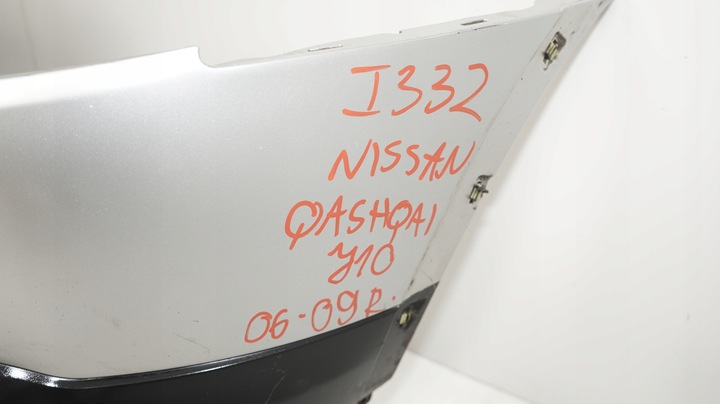 I332
NISSAN
QASHQAI
J10
06-09R.